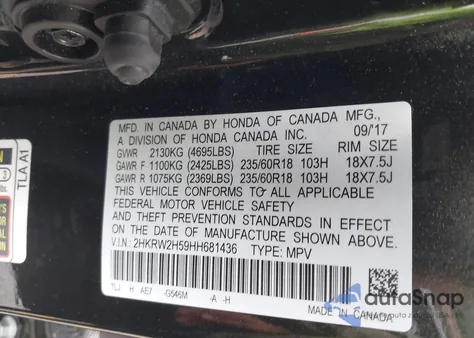 MFD. IN CANADA BY HONDA OF CANADA MFG.,
A DIVISION OF HONDA CANADA INC. 09/17
GVWR 2130KG (4695LBS) TIRE SIZE RIM SIZE
GAWR F 1100KG (2425LBS) 235/60R18 103H 18X7.5J
GAWR R 1075KG (2369LBS) 235/60R18 103H 18X7.5J
THIS VEHICLE CONFORMS TO ALL APPLICABLE
FEDERAL MOTOR VEHICLE SAFETY
AND THEFT PREVENTION STANDARDS IN EFFECT
ON THE DATE OF MANUFACTURE SHOWN ABOVE.
V.I.N.: 2HKRW2H59HH681436 TYPE: MPV
TLJ H AE7 -G546M -A -H
MADE IN CANADA
TLA A1
autoSnap